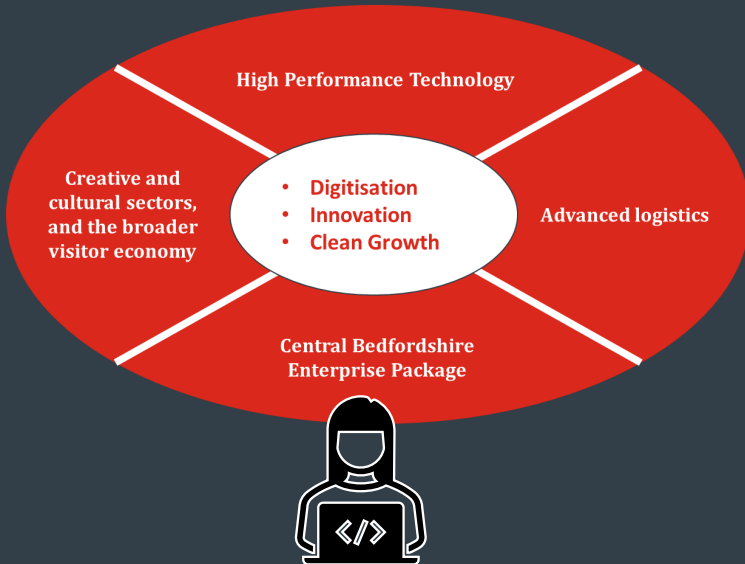 High Performance Technology
Creative and
cultural sectors,
and the broader
visitor economy
• Digitisation
• Innovation
• Clean Growth
Advanced logistics
Central Bedfordshire
Enterprise Package
</>